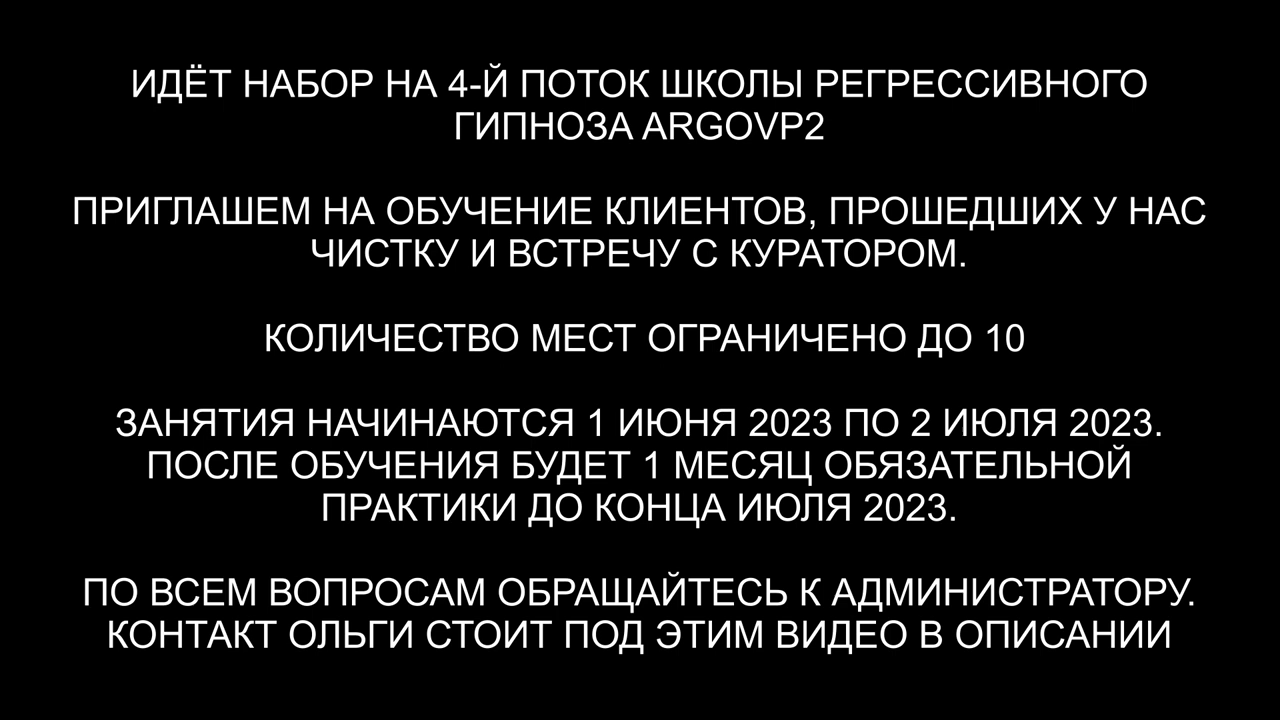 ИДЁТ НАБОР НА 4-Й ПОТОК ШКОЛЫ РЕГРЕССИВНОГО
ГИПНОЗА ARGOVP2
ПРИГЛАШЕМ НА ОБУЧЕНИЕ КЛИЕНТОВ, ПРОШЕДШИХ У НАС
ЧИСТКУ И ВСТРЕЧУ С КУРАТОРОМ.
КОЛИЧЕСТВО МЕСТ ОГРАНИЧЕНО ДО 10
ЗАНЯТИЯ НАЧИНАЮТСЯ 1 ИЮНЯ 2023 ПО 2 ИЮЛЯ 2023.
ПОСЛЕ ОБУЧЕНИЯ БУДЕТ 1 МЕСЯЦ ОБЯЗАТЕЛЬНОЙ
ПРАКТИКИ ДО КОНЦА ИЮЛЯ 2023.
ПО ВСЕМ ВОПРОСАМ ОБРАЩАЙТЕСЬ К АДМИНИСТРАТОРУ.
КОНТАКТ ОЛЬГИ СТОИТ ПОД ЭТИМ ВИДЕО В ОПИСАНИИ